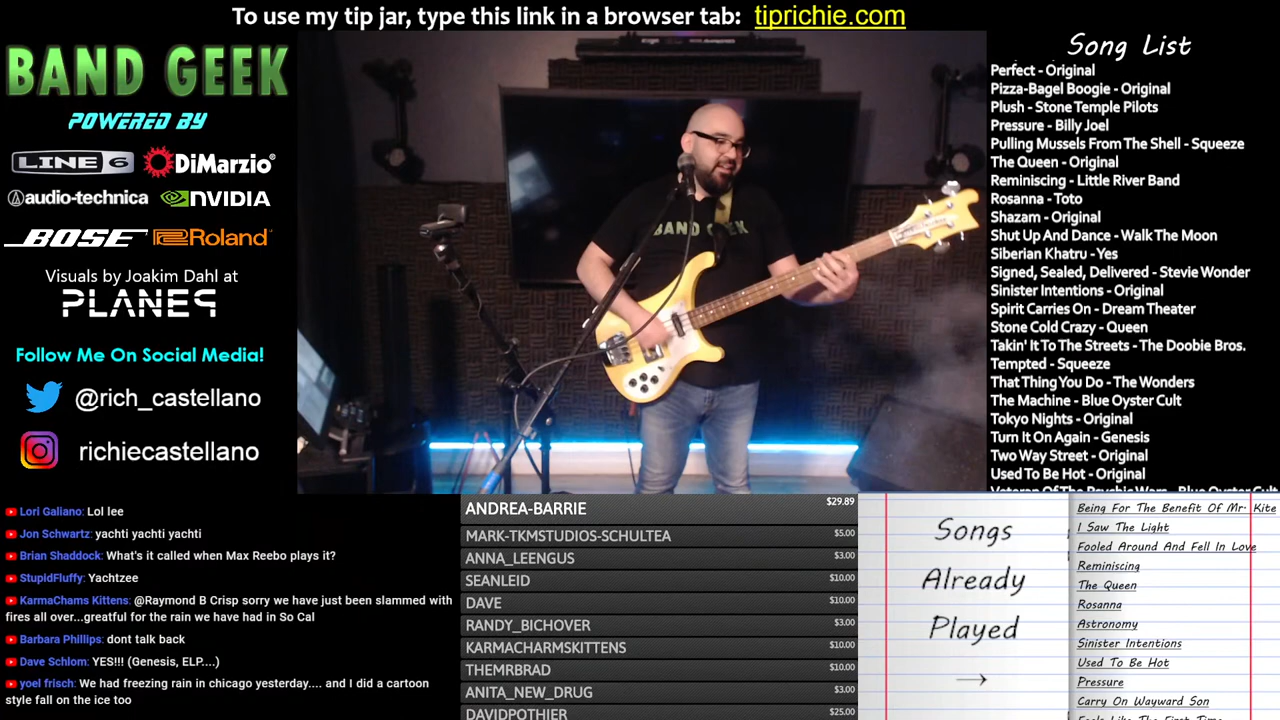 To use my tip jar, type this link in a browser tab: tiprichie.com
BAND GEEK
POWERED BY
LINE 6
DiMarzio
audio-technica
NVIDIA
BOSE
Roland
Visuals by Joakim Dahl at
PLANE9
Follow Me On Social Media!
@rich_castellano
richiecastellano
BAND GEEK
Song List
Perfect - Original
Pizza-Bagel Boogie - Original
Plush - Stone Temple Pilots
Pressure - Billy Joel
Pulling Mussels From The Shell - Squeeze
The Queen - Original
Reminiscing - Little River Band
Rosanna - Toto
Shazam - Original
Shut Up And Dance - Walk The Moon
Siberian Khatru - Yes
Signed, Sealed, Delivered - Stevie Wonder
Sinister Intentions - Original
Spirit Carries On - Dream Theater
Stone Cold Crazy - Queen
Takin' It To The Streets - The Doobie Bros.
Tempted - Squeeze
That Thing You Do - The Wonders
The Machine - Blue Oyster Cult
Tokyo Nights - Original
Turn It On Again - Genesis
Two Way Street - Original
Used To Be Hot - Original
Veteran Of The Psychic Wars - Blue Oyster Cult
Lori Galiano: Lol lee
Jon Schwartz: yachti yachti yachti
Brian Shaddock: What's it called when Max Reebo plays it?
StupidFluffy: Yachtzee
KarmaChams Kittens: @Raymond B Crisp sorry we have just been slammed with
fires all over...greatful for the rain we have had in So Cal
Barbara Phillips: dont talk back
Dave Schlom: YES!!! (Genesis, ELP....)
yoel frisch: We had freezing rain in chicago yesterday.... and I did a cartoon
style fall on the ice too
ANDREA-BARRIE $29.89
MARK-TKMSTUDIOS-SCHULTEA $5.00
ANNA_LEENGUS $3.00
SEANLEID $10.00
DAVE $10.00
RANDY_BICHOVER $3.00
KARMACHARMSKITTENS $10.00
THEMRBRAD $10.00
ANITA_NEW_DRUG $3.00
DAVIDPOTHIER $25.00
Songs
Already
Played
→
Being For The Benefit Of Mr. Kite
I Saw The Light
Fooled Around And Fell In Love
Reminiscing
The Queen
Rosanna
Astronomy
Sinister Intentions
Used To Be Hot
Pressure
Carry On Wayward Son
Feels Like The First Time